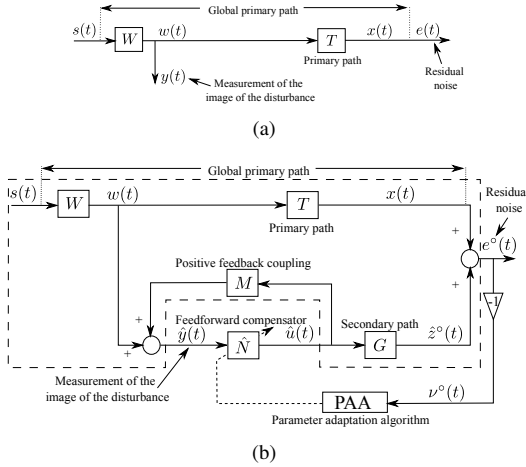 Global primary path
s(t) W w(t) T x(t) e(t)
Primary path
Residual
noise
y(t)
Measurement of the
image of the disturbance
(a)
Global primary path
Residua
noise
s(t) W w(t) T x(t)
Primary path
+
e°(t)
Positive feedback coupling
M
+
-1
Feedforward compensator
Secondary path
+
ŷ(t) N̂ û(t) G ẑ°(t)
+
Measurement of the
image of the disturbance
PAA
ν°(t)
Parameter adaptation algorithm
(b)